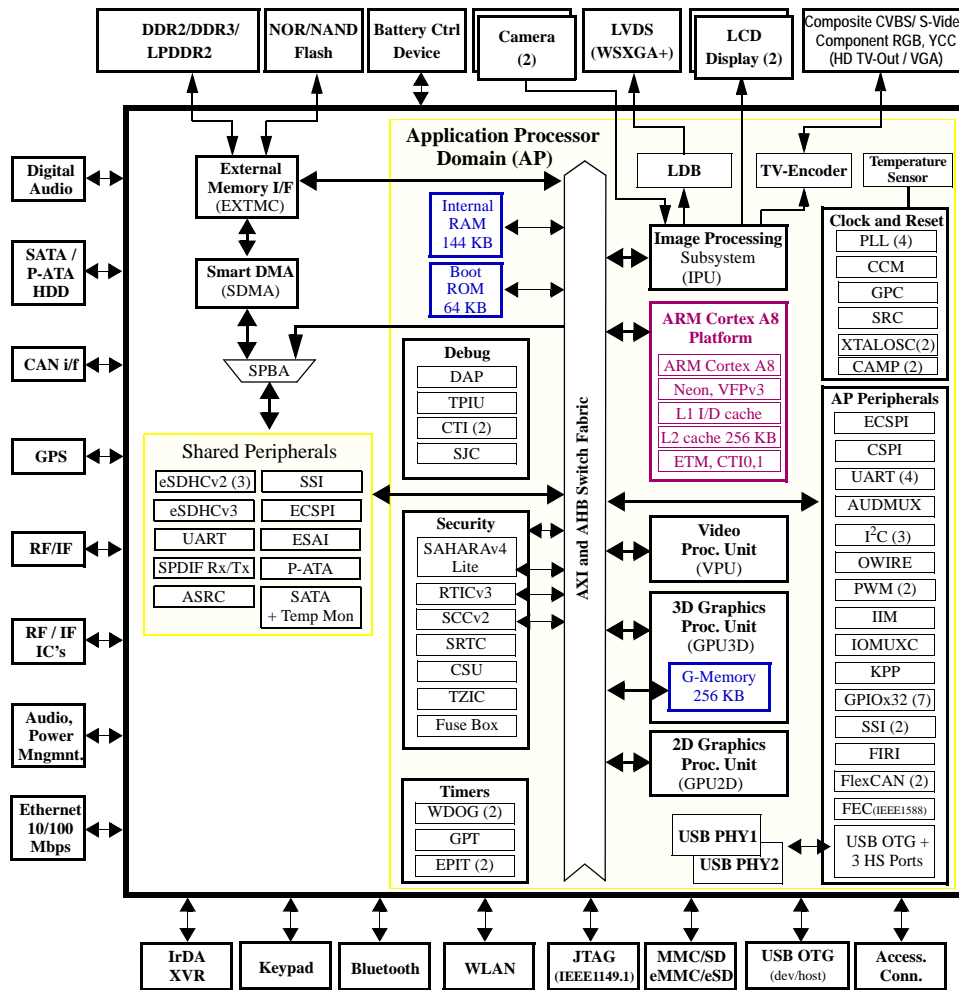 DDR2/DDR3/
LPDDR2
NOR/NAND
Flash
Battery Ctrl
Device
Camera
(2)
LVDS
(WSXGA+)
LCD
Display (2)
Composite CVBS/ S-Video
Component RGB, YCC
(HD TV-Out / VGA)
Digital
Audio
SATA /
P-ATA
HDD
CAN i/f
GPS
RF/IF
RF / IF
IC's
Audio,
Power
Mngmnt.
Ethernet
10/100
Mbps
External
Memory I/F
(EXTMC)
Smart DMA
(SDMA)
SPBA
Shared Peripherals
eSDHCv2 (3)
SSI
eSDHCv3
ECSPI
UART
ESAI
SPDIF Rx/Tx
P-ATA
ASRC
SATA
+ Temp Mon
Application Processor
Domain (AP)
Internal
RAM
144 KB
Boot
ROM
64 KB
Debug
DAP
TPIU
CTI (2)
SJC
Security
SAHARAv4
Lite
RTICv3
SCCv2
SRTC
CSU
TZIC
Fuse Box
Timers
WDOG (2)
GPT
EPIT (2)
AXI and AHB Switch Fabric
LDB
TV-Encoder
Image Processing
Subsystem
(IPU)
ARM Cortex A8
Platform
ARM Cortex A8
Neon, VFPv3
L1 I/D cache
L2 cache 256 KB
ETM, CTI0,1
Video
Proc. Unit
(VPU)
3D Graphics
Proc. Unit
(GPU3D)
G-Memory
256 KB
2D Graphics
Proc. Unit
(GPU2D)
USB PHY1
USB PHY2
Temperature
Sensor
Clock and Reset
PLL (4)
CCM
GPC
SRC
XTALOSC(2)
CAMP (2)
AP Peripherals
ECSPI
CSPI
UART (4)
AUDMUX
I²C (3)
OWIRE
PWM (2)
IIM
IOMUXC
KPP
GPIOx32 (7)
SSI (2)
FIRI
FlexCAN (2)
FEC(IEEE1588)
USB OTG +
3 HS Ports
IrDA
XVR
Keypad
Bluetooth
WLAN
JTAG
(IEEE1149.1)
MMC/SD
eMMC/eSD
USB OTG
(dev/host)
Access.
Conn.